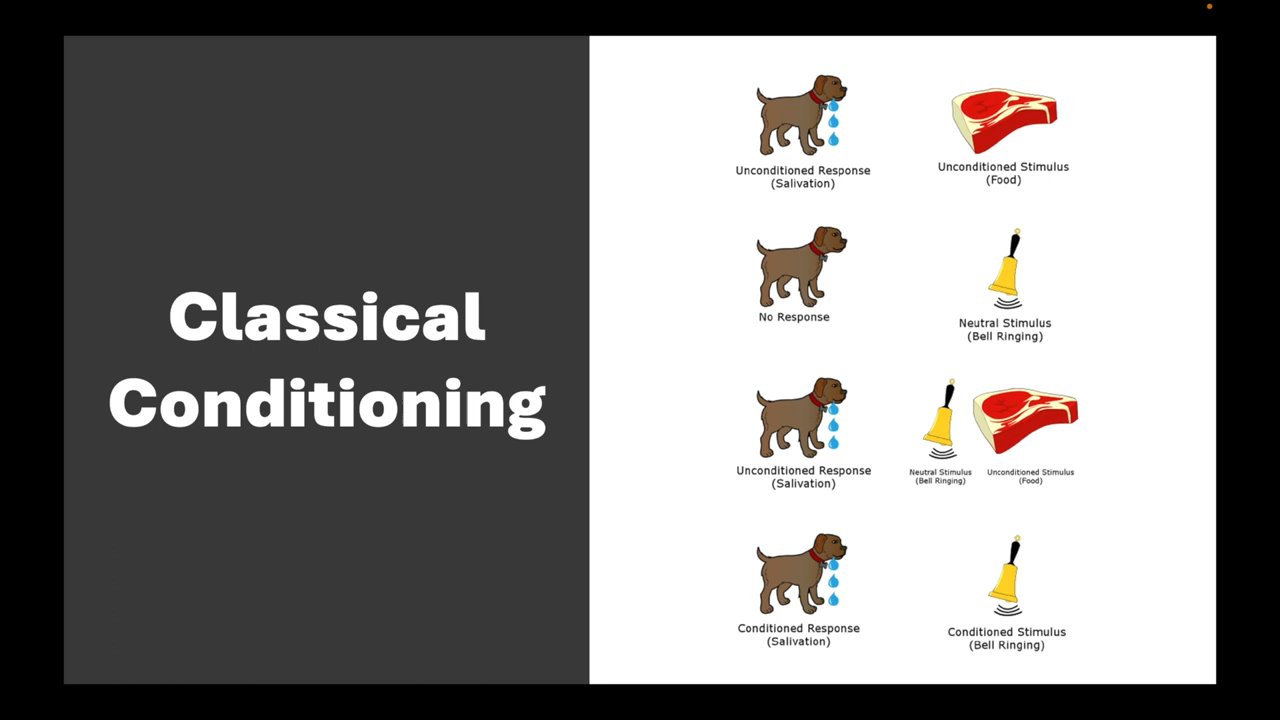 Classical
Conditioning
Unconditioned Response
(Salivation)
Unconditioned Stimulus
(Food)
No Response
Neutral Stimulus
(Bell Ringing)
Unconditioned Response
(Salivation)
Neutral Stimulus
(Bell Ringing)
Unconditioned Stimulus
(Food)
Conditioned Response
(Salivation)
Conditioned Stimulus
(Bell Ringing)